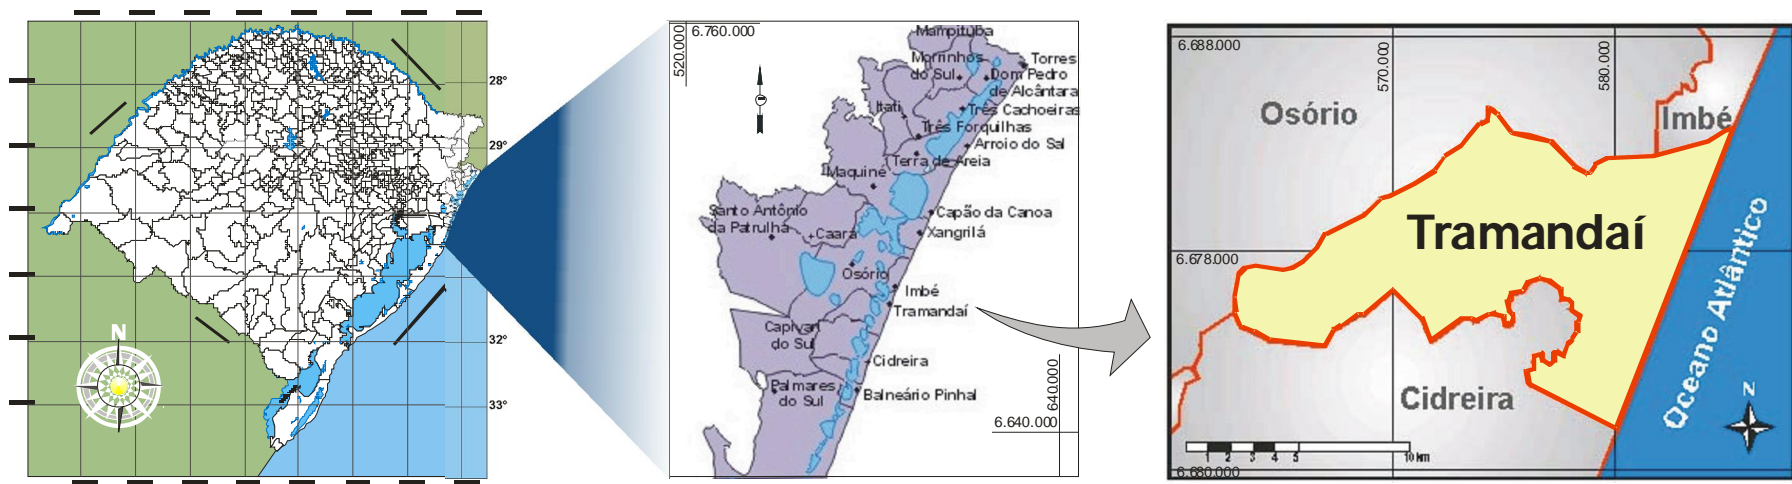 28°
29°
32°
33°
N
520.000
6.760.000
Mampituba
Morrinhos
do Sul
Torres
Dom Pedro
de Alcântara
Itati
Três Cachoeiras
Três Forquilhas
Arroio do Sal
Terra de Areia
Maquiné
Santo Antônio
da Patrulha
Caará
Capão da Canoa
Xangrilá
Osório
Imbé
Tramandaí
Capivari
do Sul
Cidreira
Palmares
do Sul
Balneário Pinhal
640.000
6.640.000
6.688.000
570.000
580.000
Osório
Imbé
Tramandaí
6.678.000
Oceano Atlântico
Cidreira
N
1 2 3 4 5 10 km
6.680.000